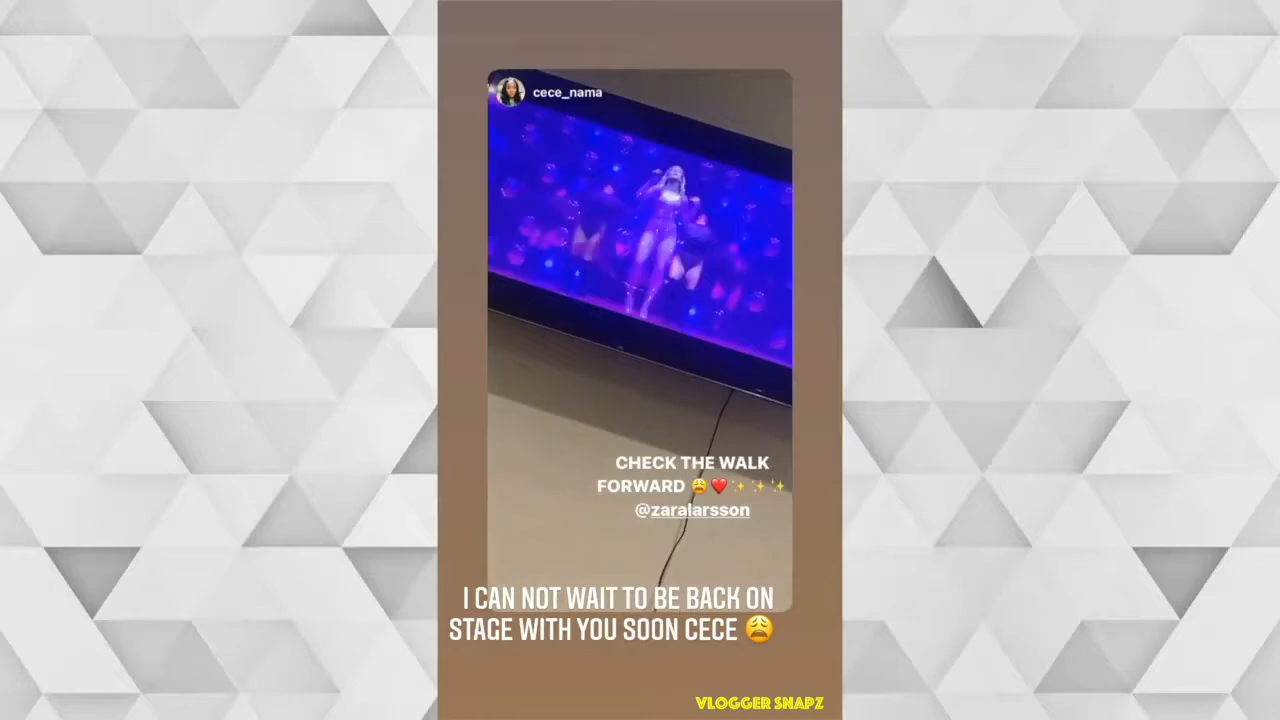 cece_nama
CHECK THE WALK
FORWARD 😩❤️✨✨✨
@zaralarsson
I CAN NOT WAIT TO BE BACK ON
STAGE WITH YOU SOON CECE 😩
VLOGGER SNAPZ